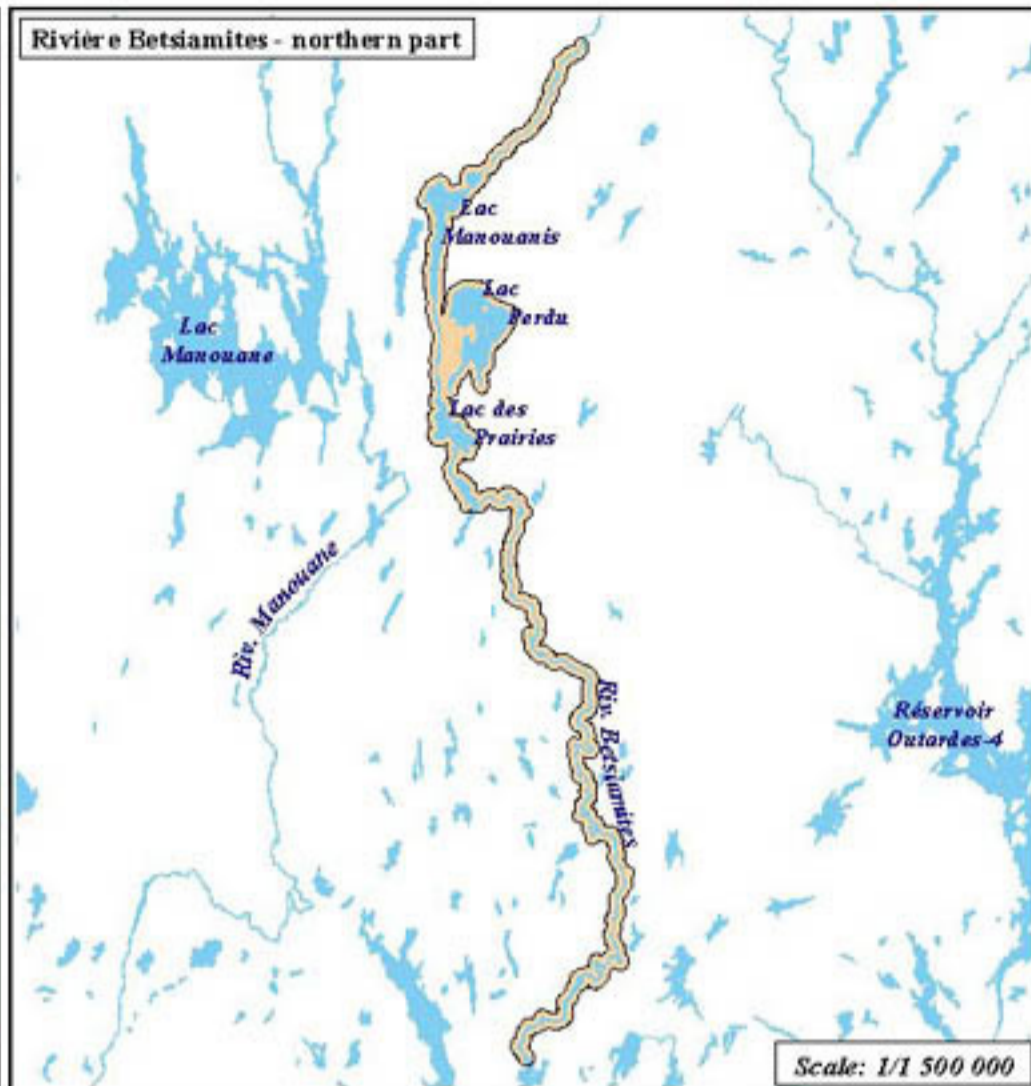 Rivière Betsiamites - northern part
Lac
Manouanis
Lac
Perdu
Lac
Manouane
Lac des
Prairies
Riv. Manouane
Riv. Betsiamites
Réservoir
Outardes-4
Scale: 1/1 500 000